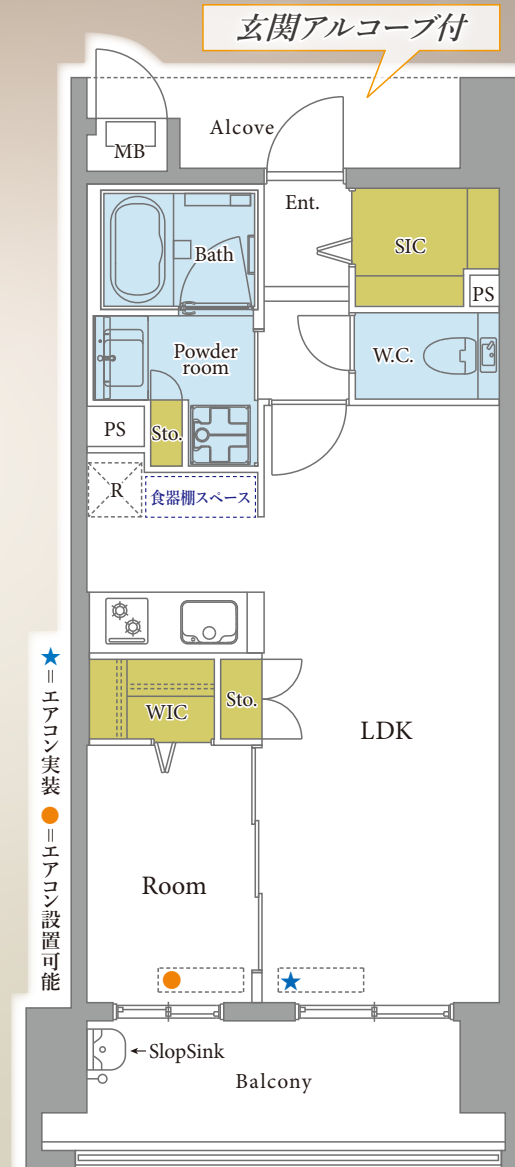 玄関アルコーブ付
Alcove
MB
Ent.
Bath
SIC
PS
Powder
room
W.C.
PS
Sto.
R
食器棚スペース
★=エアコン実装 ●=エアコン設置可能
WIC
Sto.
LDK
Room
←SlopSink
Balcony